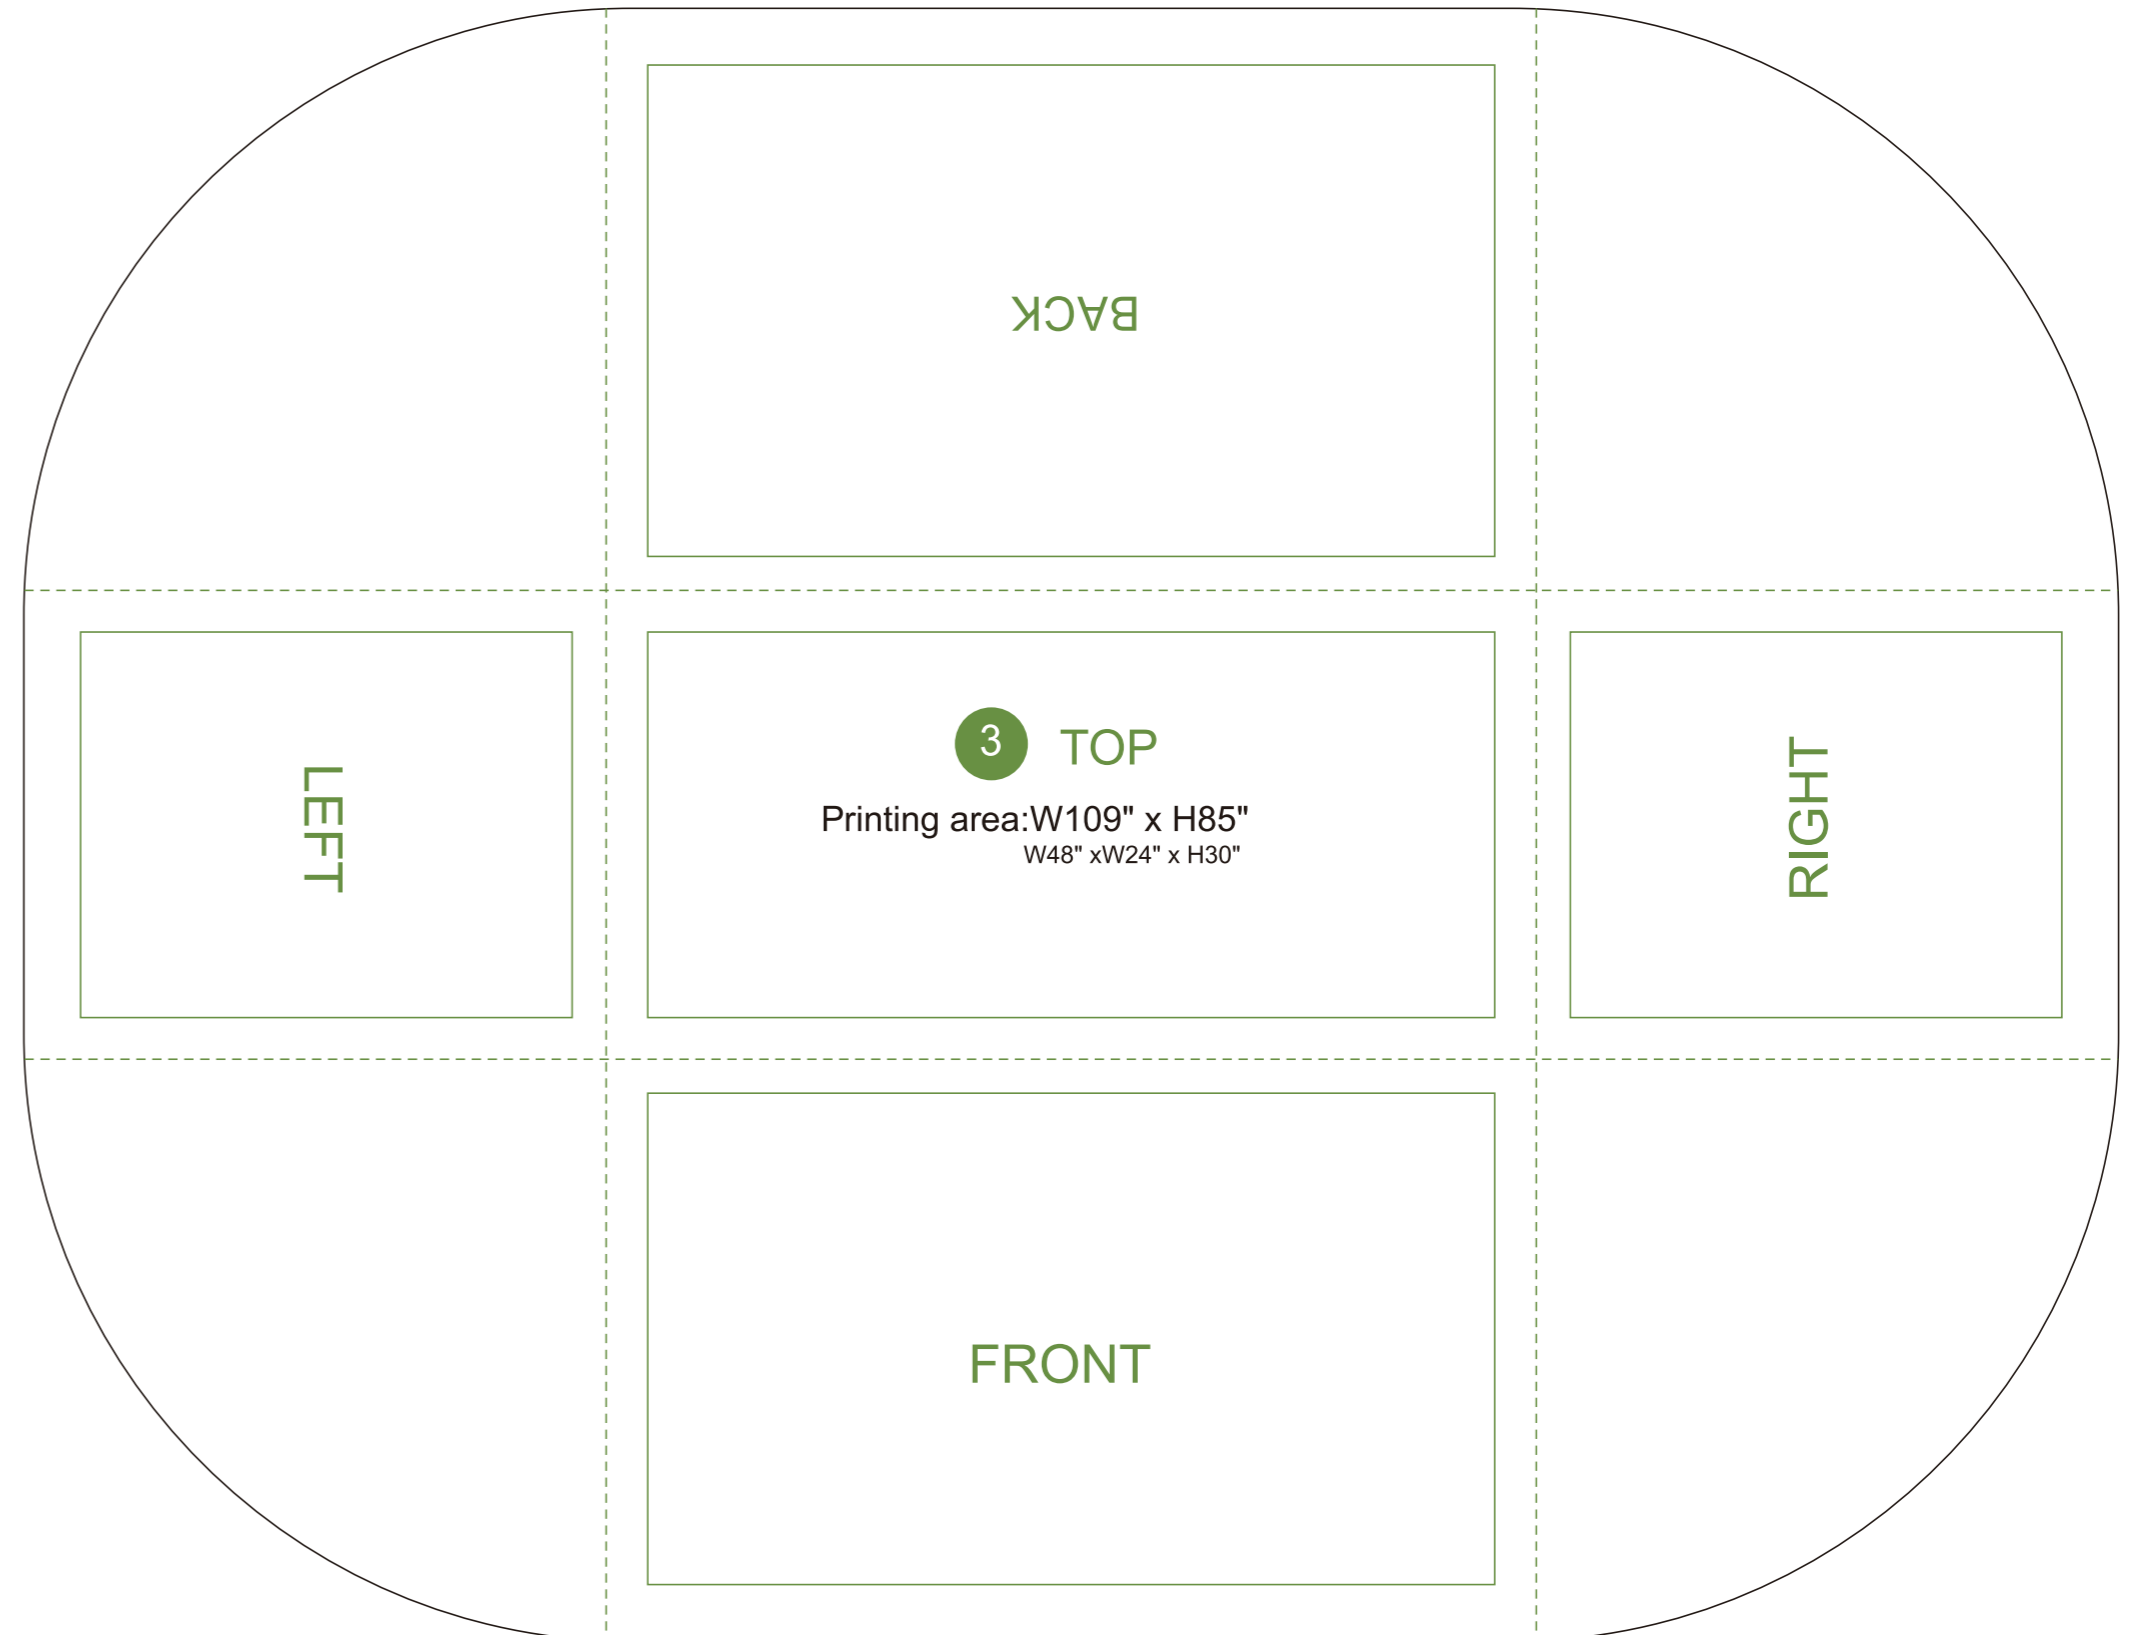 BACK
LEFT
3 TOP
Printing area:W109" x H85"
W48" xW24" x H30"
RIGHT
FRONT